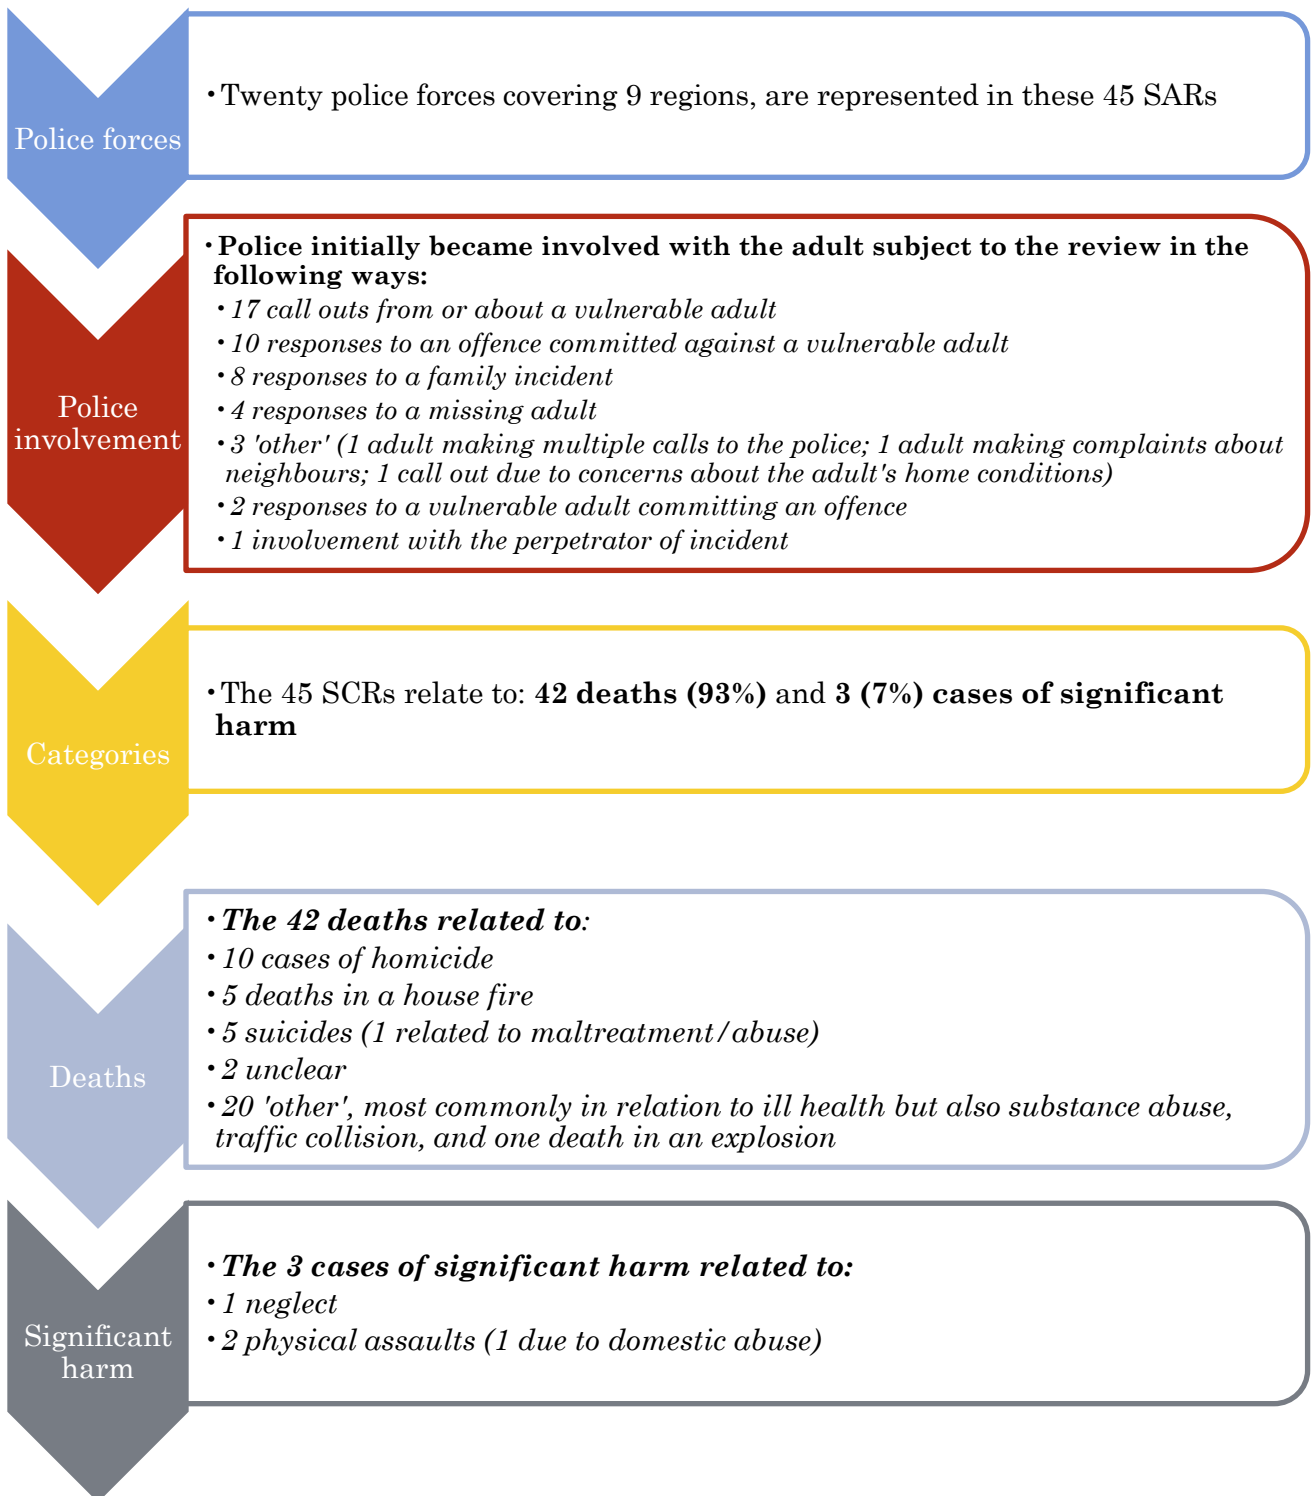 Police forces
• Twenty police forces covering 9 regions, are represented in these 45 SARs
Police
involvement
• Police initially became involved with the adult subject to the review in the
following ways:
• 17 call outs from or about a vulnerable adult
• 10 responses to an offence committed against a vulnerable adult
• 8 responses to a family incident
• 4 responses to a missing adult
• 3 'other' (1 adult making multiple calls to the police; 1 adult making complaints about
neighbours; 1 call out due to concerns about the adult's home conditions)
• 2 responses to a vulnerable adult committing an offence
• 1 involvement with the perpetrator of incident
Categories
• The 45 SCRs relate to: 42 deaths (93%) and 3 (7%) cases of significant
harm
Deaths
• The 42 deaths related to:
• 10 cases of homicide
• 5 deaths in a house fire
• 5 suicides (1 related to maltreatment/abuse)
• 2 unclear
• 20 'other', most commonly in relation to ill health but also substance abuse,
traffic collision, and one death in an explosion
Significant
harm
• The 3 cases of significant harm related to:
• 1 neglect
• 2 physical assaults (1 due to domestic abuse)